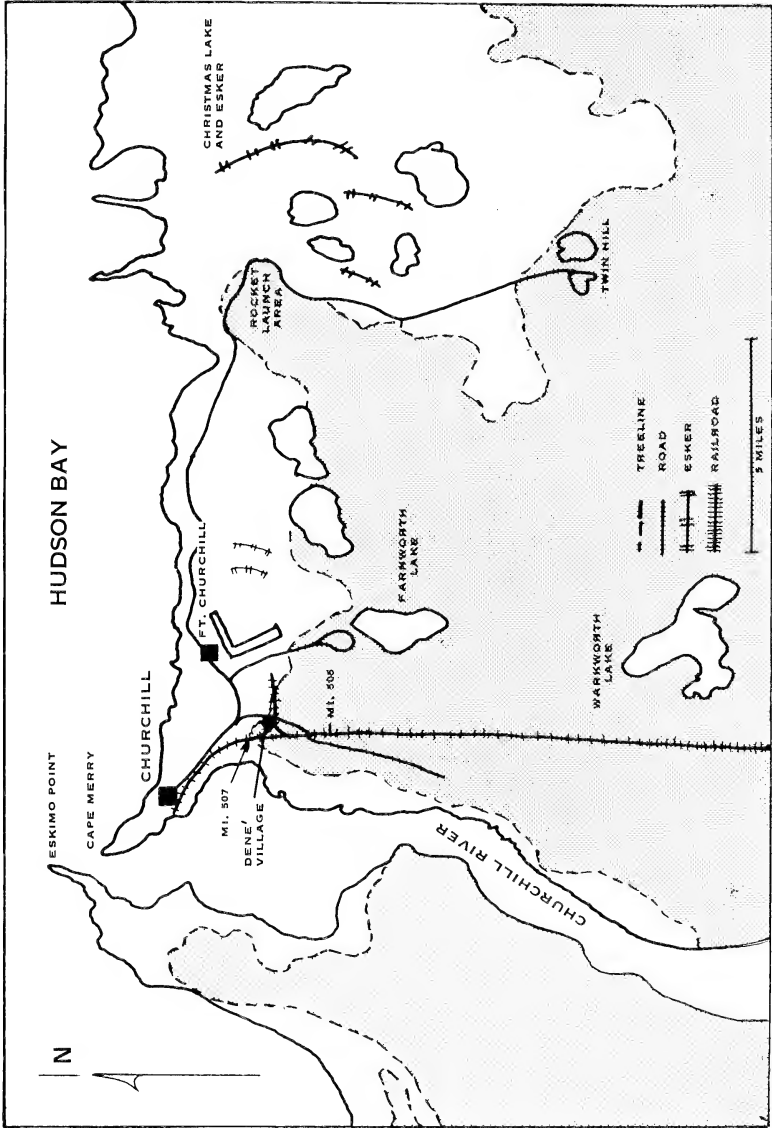 N
HUDSON BAY
ESKIMO POINT
CAPE MERRY
CHURCHILL
FT. CHURCHILL
CHRISTMAS LAKE
AND ESKER
ROCKET
LAUNCH
AREA
MI. 507
DENE'
VILLAGE
MI.
FARNWORTH
LAKE
TWIN HILL
CHURCHILL RIVER
WARKWORTH
LAKE
TREELINE
ROAD
ESKER
RAILROAD
5 MILES